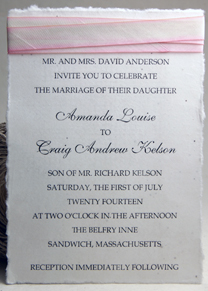 MR. AND MRS. DAVID ANDERSON
INVITE YOU TO CELEBRATE
THE MARRIAGE OF THEIR DAUGHTER
Amanda Louise
TO
Craig Andrew Kelson
SON OF MR. RICHARD KELSON
SATURDAY, THE FIRST OF JULY
TWENTY FOURTEEN
AT TWO O'CLOCK IN THE AFTERNOON
THE BELFRY INNE
SANDWICH, MASSACHUSETTS
RECEPTION IMMEDIATELY FOLLOWING